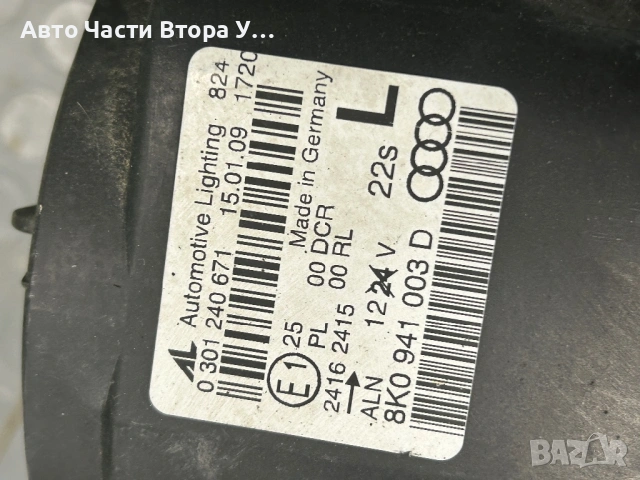 Авто Части Втора У...
AL Automotive Lighting 824
0 301 240 671 15.01.09 1720
Made in Germany
L
E1 25
PL 00 DCR
2416 2415 00 RL
22s
ALN 12 24 V
8K0 941 003 D
BAZAR